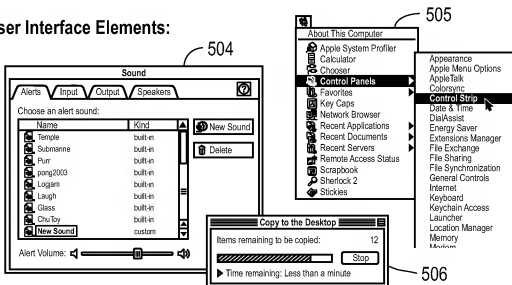 ser Interface Elements:
504
Sound
Alerts
Input
Output
Speakers
Choose an alert sound:
Name
Kind
Temple
built-in
Submanne
built-in
Purr
built-in
pong2003
built-in
Logjam
built-in
Laugh
built-in
Glass
built-in
ChuToy
built-in
New Sound
custom
New Sound
Delete
Alert Volume:
505
About This Computer
Apple System Profiler
Calculator
Chooser
Control Panels
Favorites
Key Caps
Network Browser
Recent Applications
Recent Documents
Recent Servers
Remote Access Status
Scrapbook
Sherlock 2
Stickies
Appearance
Apple Menu Options
AppleTalk
Colorsync
Control Strip
Date & Time
DialAssist
Energy Saver
Extensions Manager
File Exchange
File Sharing
File Synchronization
General Controls
Internet
Keyboard
Keychain Access
Launcher
Location Manager
Memory
Modem
Copy to the Desktop
Items remaining to be copied:
12
Stop
Time remaining: Less than a minute
506